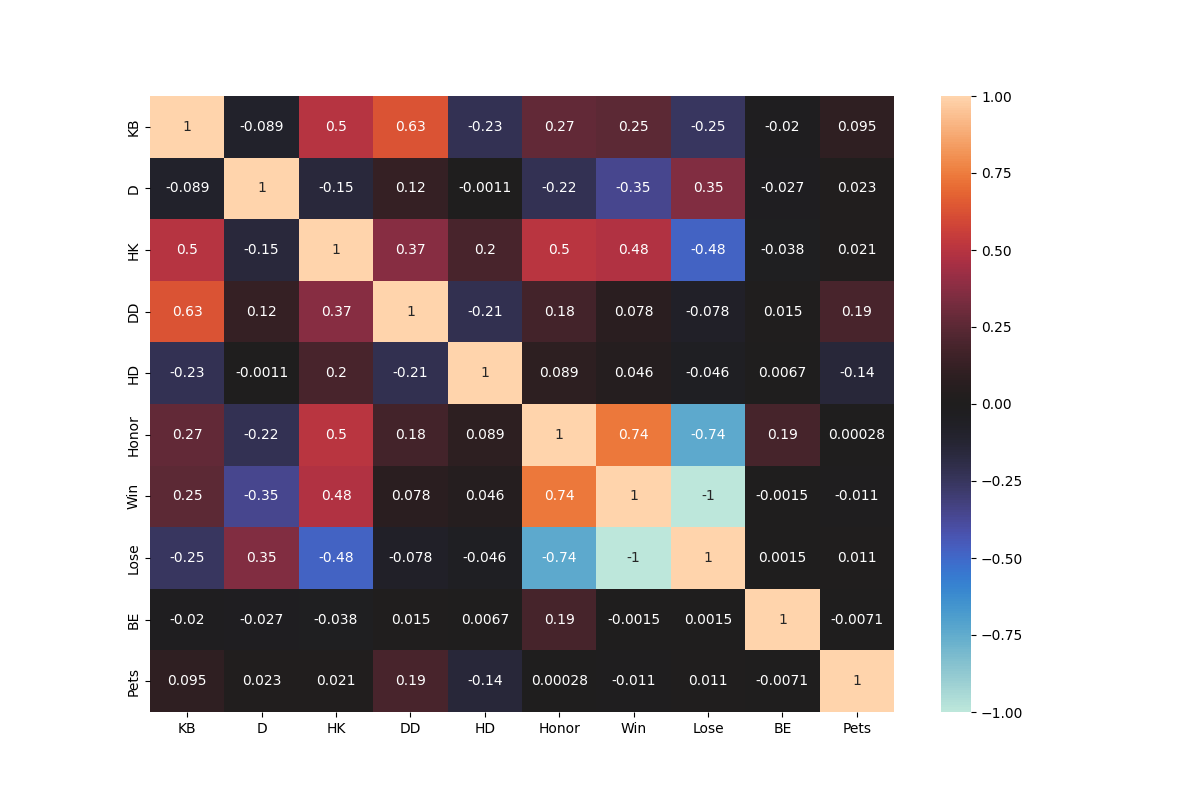 KB 1 -0.089 0.5 0.63 -0.23 0.27 0.25 -0.25 -0.02 0.095 1.00
D -0.089 1 -0.15 0.12 -0.0011 -0.22 -0.35 0.35 -0.027 0.023 0.75
HK 0.5 -0.15 1 0.37 0.2 0.5 0.48 -0.48 -0.038 0.021 0.50
DD 0.63 0.12 0.37 1 -0.21 0.18 0.078 -0.078 0.015 0.19 0.25
HD -0.23 -0.0011 0.2 -0.21 1 0.089 0.046 -0.046 0.0067 -0.14 0.00
Honor 0.27 -0.22 0.5 0.18 0.089 1 0.74 -0.74 0.19 0.00028
Win 0.25 -0.35 0.48 0.078 0.046 0.74 1 -1 -0.0015 -0.011 −0.25
Lose -0.25 0.35 -0.48 -0.078 -0.046 -0.74 -1 1 0.0015 0.011 −0.50
BE -0.02 -0.027 -0.038 0.015 0.0067 0.19 -0.0015 0.0015 1 -0.0071 −0.75
Pets 0.095 0.023 0.021 0.19 -0.14 0.00028 -0.011 0.011 -0.0071 1 −1.00
KB D HK DD HD Honor Win Lose BE Pets